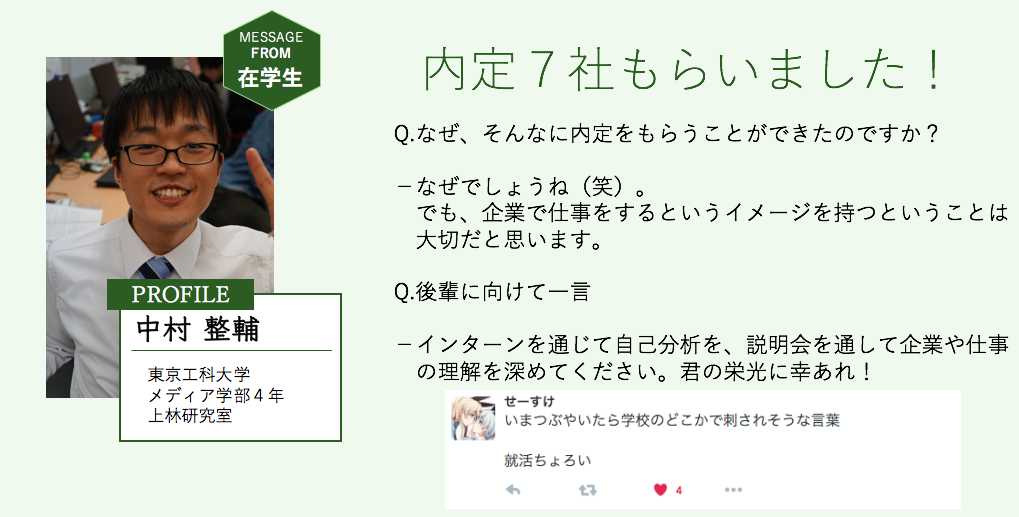 MESSAGE
FROM
在学生
内定７社もらいました！
Q.なぜ、そんなに内定をもらうことができたのですか？
－なぜでしょうね（笑）。
でも、企業で仕事をするというイメージを持つということは
大切だと思います。
Q.後輩に向けて一言
－インターンを通じて自己分析を、説明会を通して企業や仕事
の理解を深めてください。君の栄光に幸あれ！
PROFILE
中村 整輔
東京工科大学
メディア学部４年
上林研究室
せーすけ
いまつぶやいたら学校のどこかで刺されそうな言葉
就活ちょろい
4